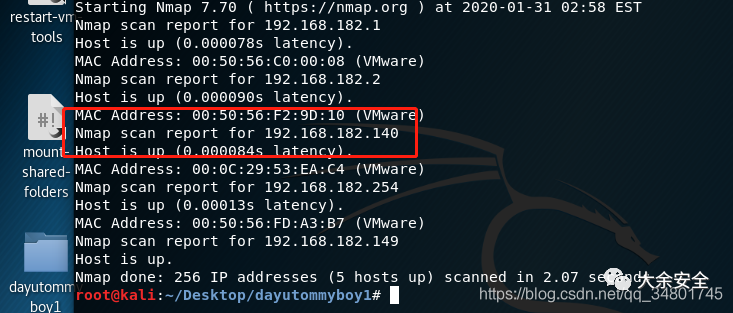 restart-vm-
tools
#!
mount-
shared-
folders
dayutommy
boy1
Starting Nmap 7.70 ( https://nmap.org ) at 2020-01-31 02:58 EST
Nmap scan report for 192.168.182.1
Host is up (0.000078s latency).
MAC Address: 00:50:56:C0:00:08 (VMware)
Nmap scan report for 192.168.182.2
Host is up (0.000090s latency).
MAC Address: 00:50:56:F2:9D:10 (VMware)
Nmap scan report for 192.168.182.140
Host is up (0.000084s latency).
MAC Address: 00:0C:29:53:EA:C4 (VMware)
Nmap scan report for 192.168.182.254
Host is up (0.00013s latency).
MAC Address: 00:50:56:FD:A3:B7 (VMware)
Nmap scan report for 192.168.182.149
Host is up.
Nmap done: 256 IP addresses (5 hosts up) scanned in 2.07
大余安全
root@kali:~/Desktop/dayutommyboy1#
https://blog.csdn.net/qq_34801745